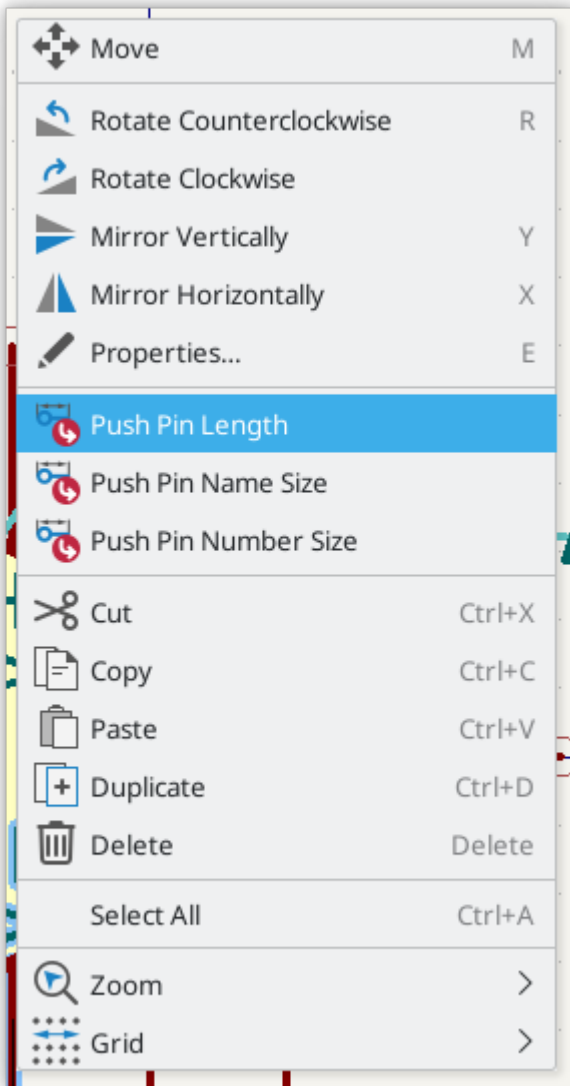 Move M
Rotate Counterclockwise R
Rotate Clockwise
Mirror Vertically Y
Mirror Horizontally X
Properties... E
Push Pin Length
Push Pin Name Size
Push Pin Number Size
Cut Ctrl+X
Copy Ctrl+C
Paste Ctrl+V
Duplicate Ctrl+D
Delete Delete
Select All Ctrl+A
Zoom
Grid